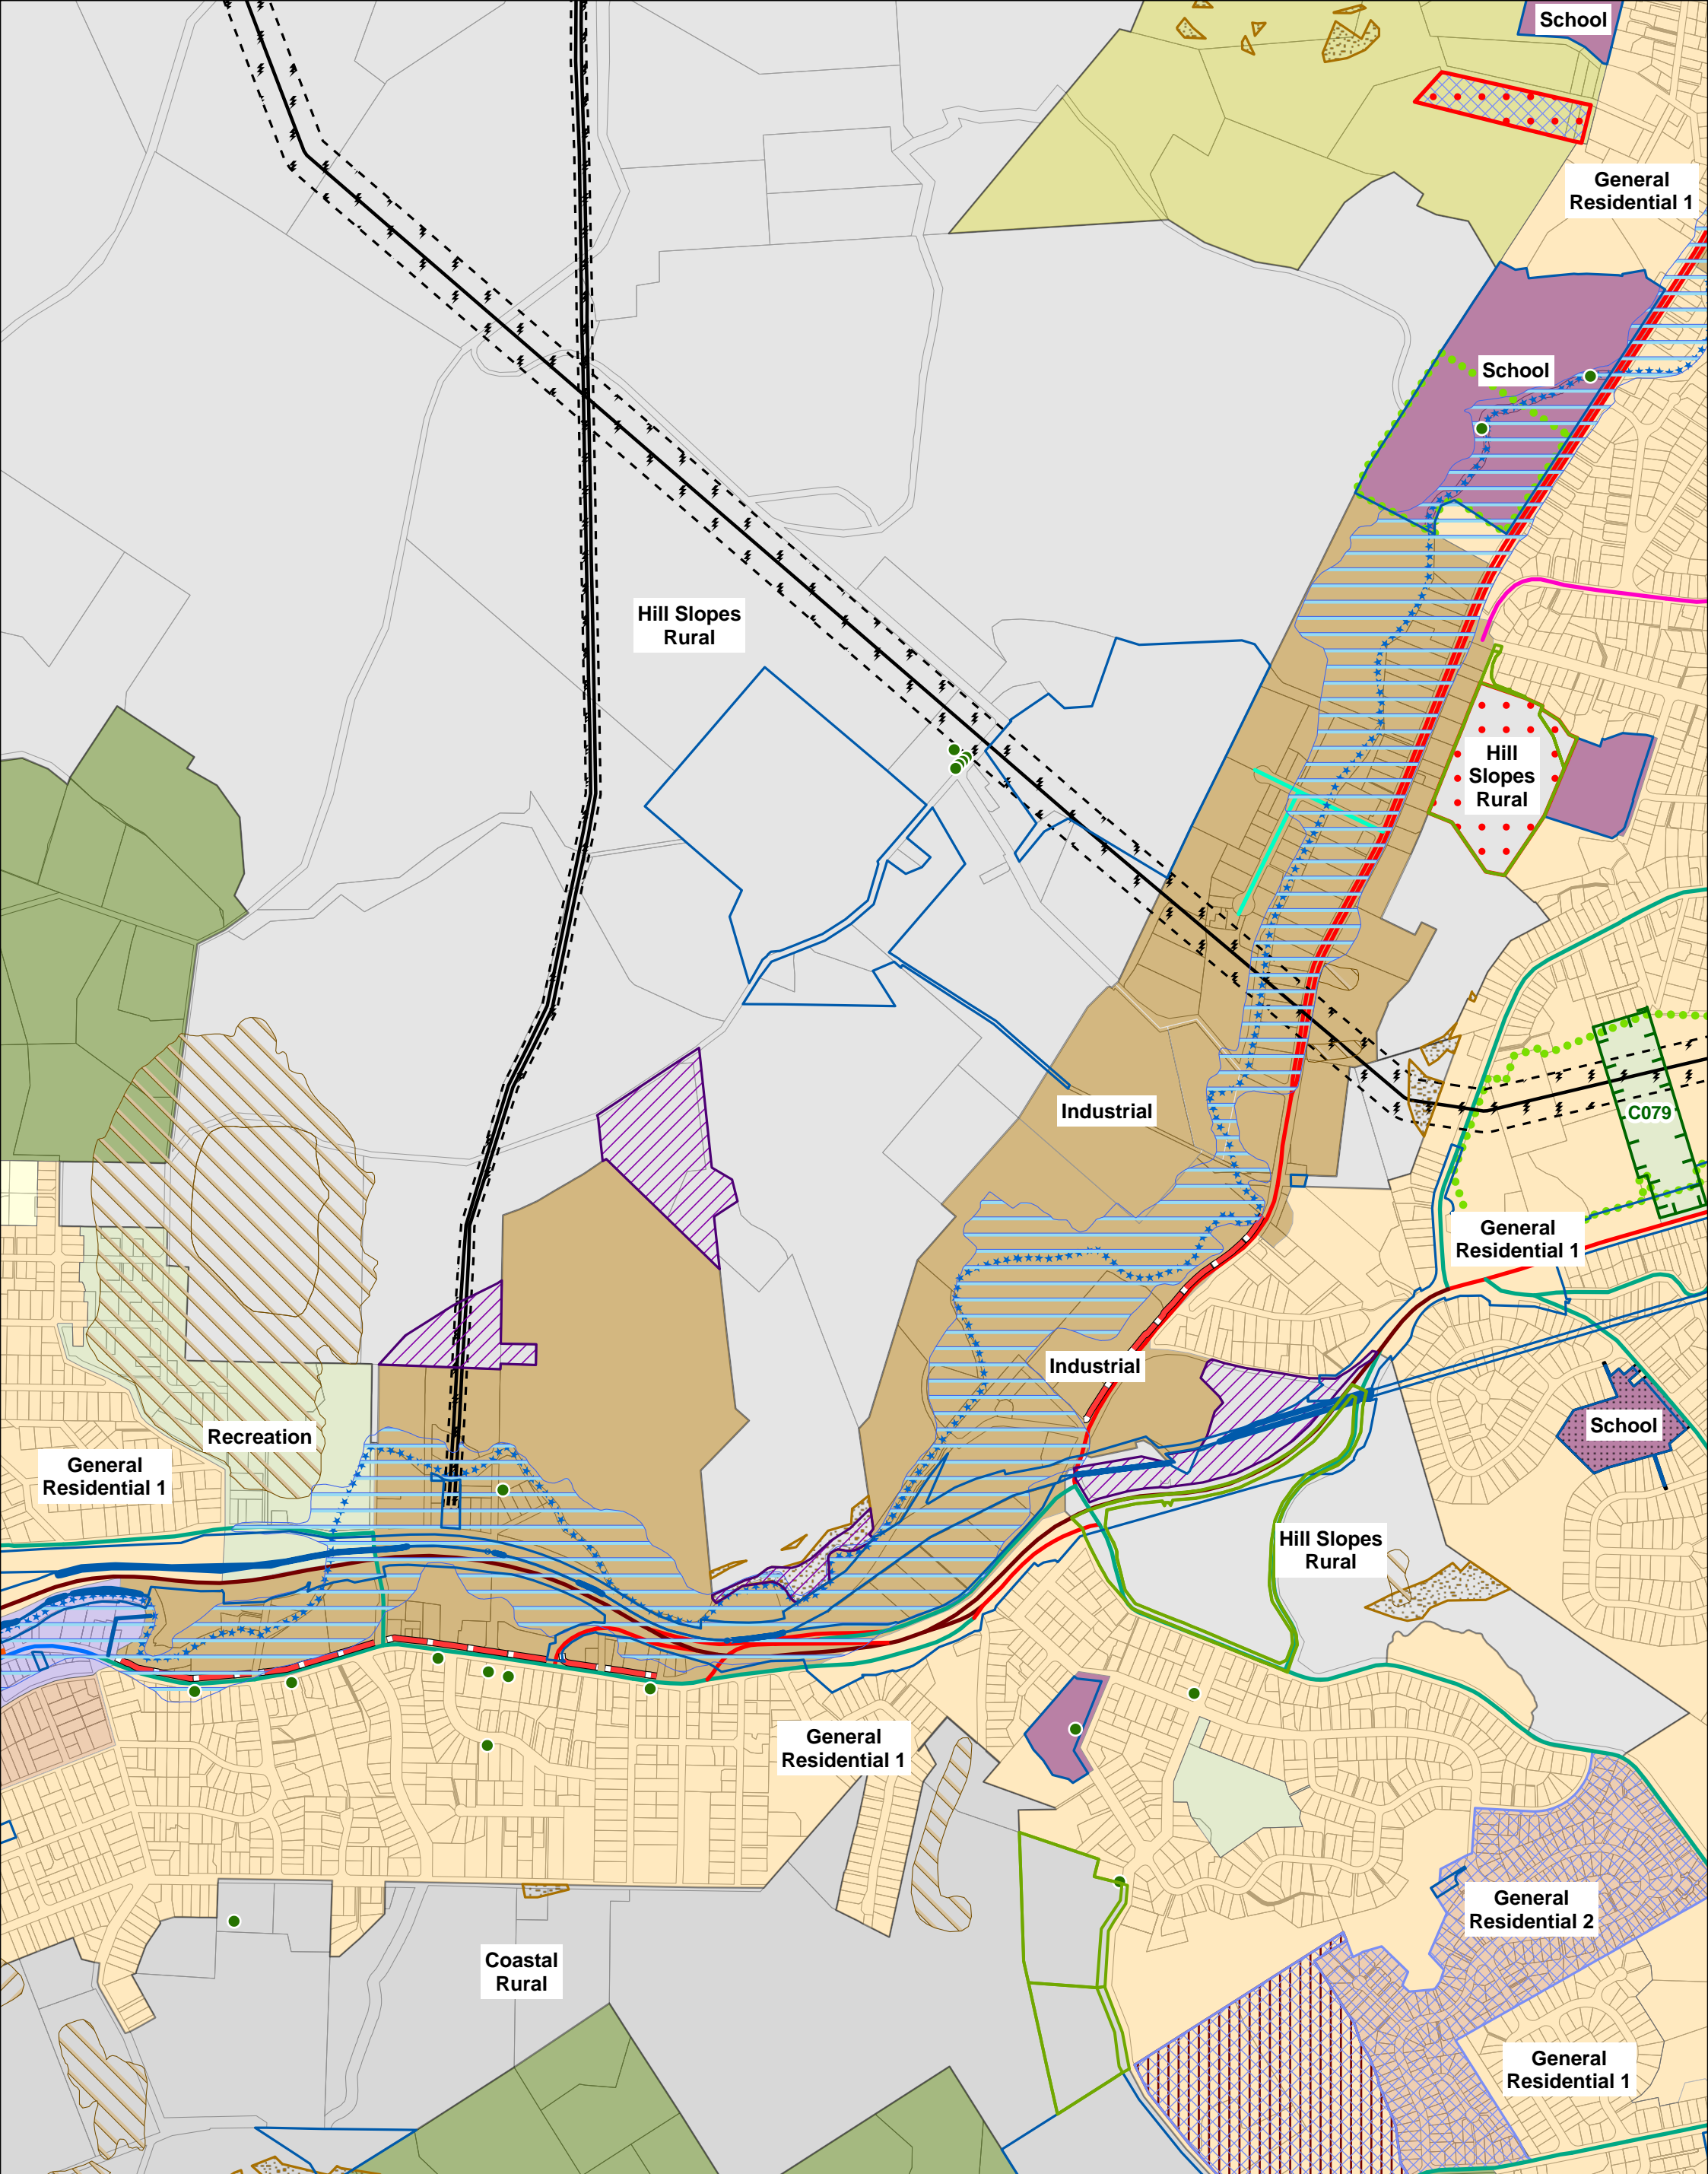 School
General
Residential 1
School
Hill Slopes
Rural
Hill
Slopes
Rural
Industrial
C079
General
Residential 1
Industrial
School
Recreation
General
Residential 1
Hill Slopes
Rural
General
Residential 1
General
Residential 2
Coastal
Rural
General
Residential 1